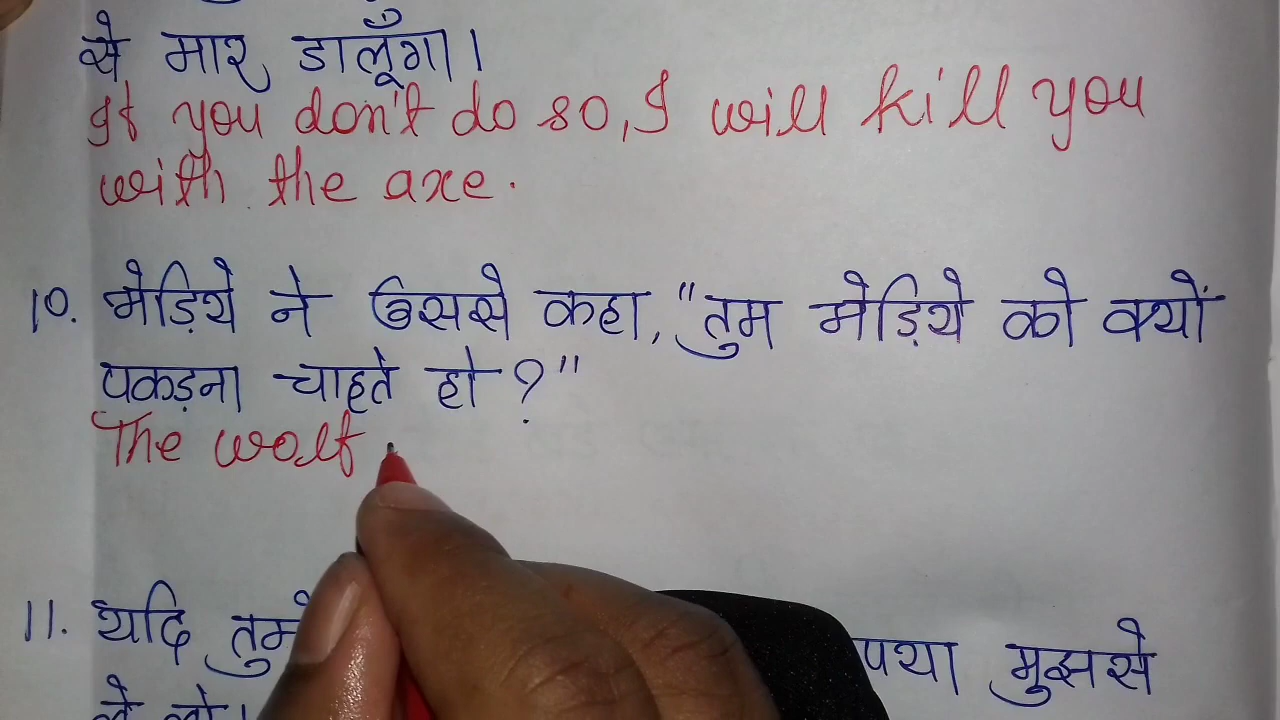 से मार डालूँगा।
If you don't do so, I will kill you
with the axe.
10. भेड़िये ने उससे कहा, "तुम भेड़िये को क्यों
पकड़ना चाहते हो ?"
The wolf
11. यदि मुझसे
ले लो।